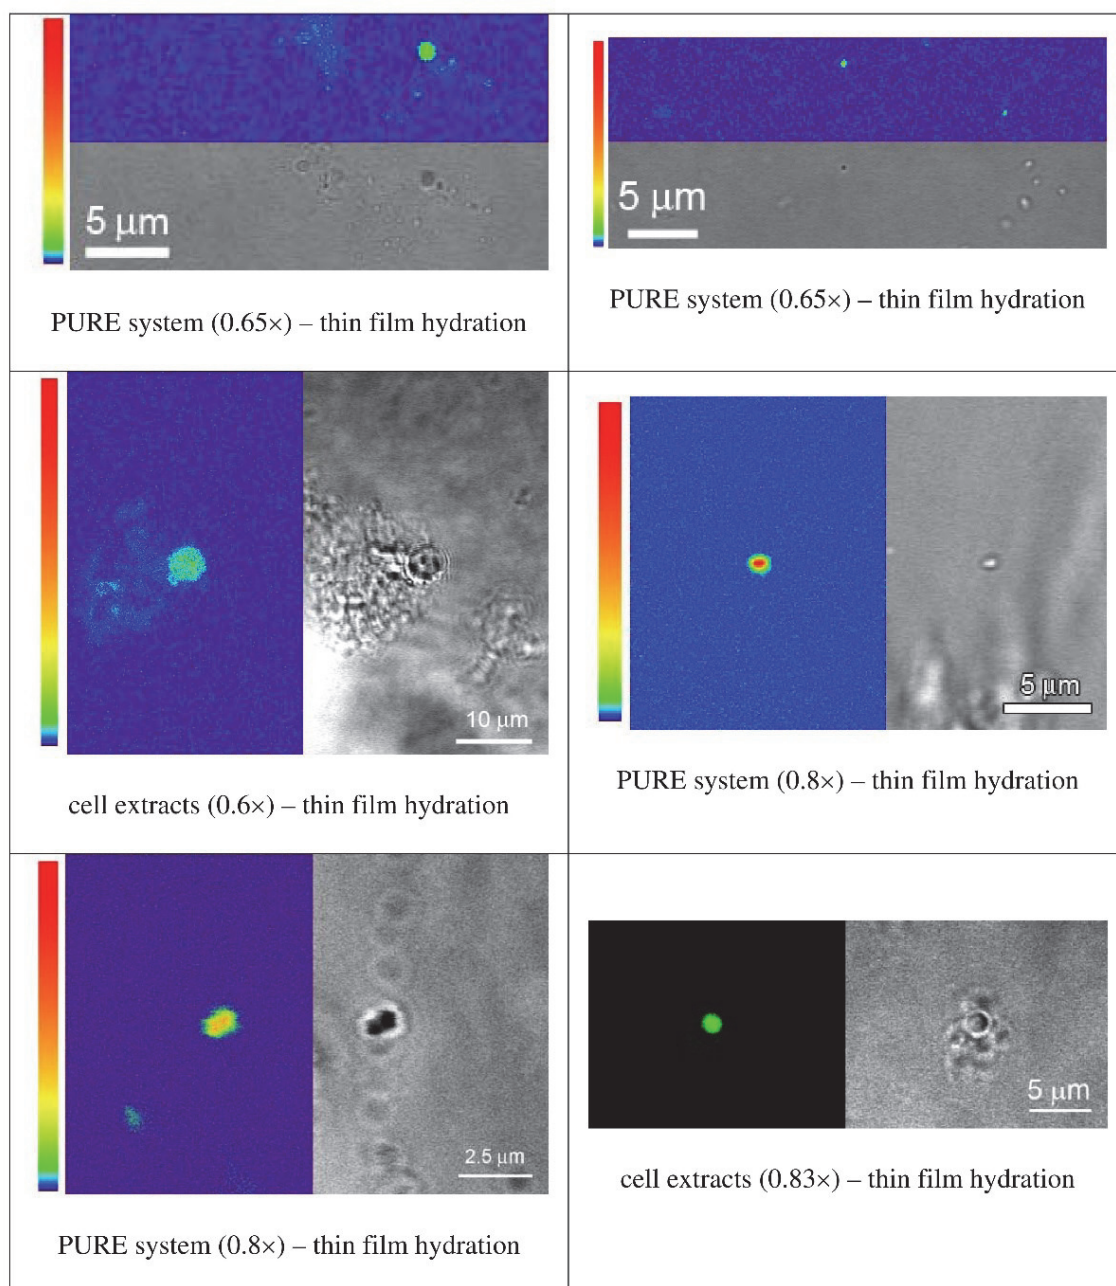 5 μm
PURE system (0.65×) – thin film hydration
5 μm
PURE system (0.65×) – thin film hydration
10 μm
cell extracts (0.6×) – thin film hydration
5 μm
PURE system (0.8×) – thin film hydration
2.5 μm
PURE system (0.8×) – thin film hydration
5 μm
cell extracts (0.83×) – thin film hydration